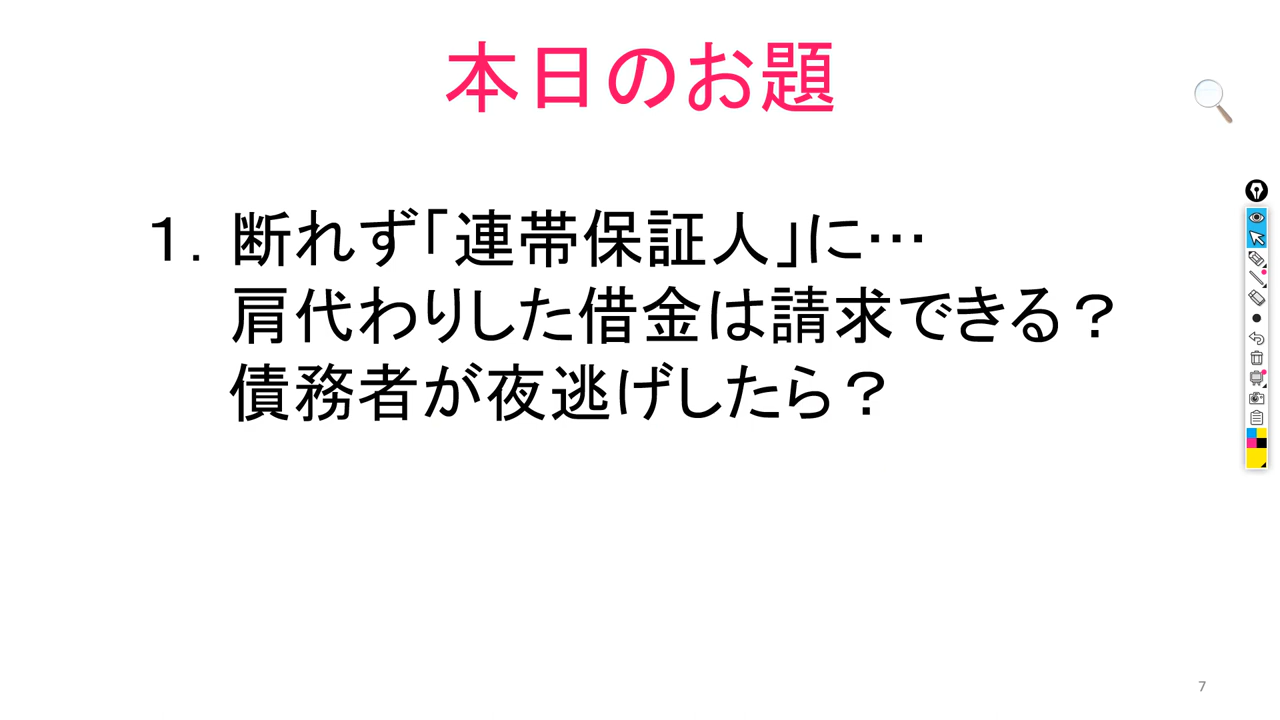 本日のお題
１．断れず「連帯保証人」に…
肩代わりした借金は請求できる？
債務者が夜逃げしたら？
7